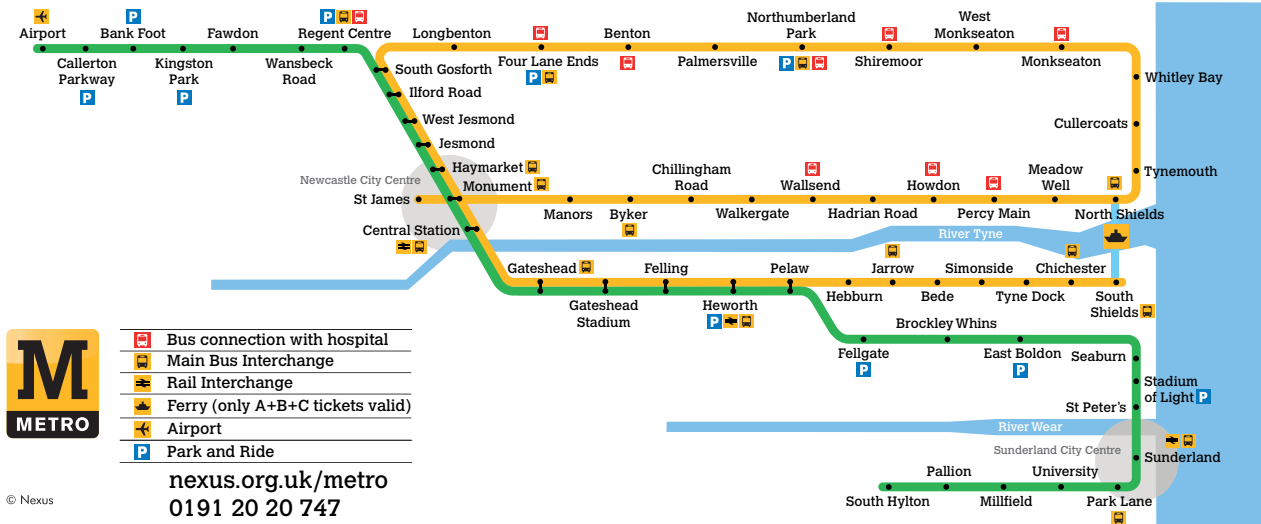 Airport
Callerton
Parkway
P
Bank Foot
P
Kingston
Park
P
Fawdon
Wansbeck
Road
P
Regent Centre
South Gosforth
Ilford Road
West Jesmond
Jesmond
Haymarket
Monument
Newcastle City Centre
St James
Central Station
Longbenton
Four Lane Ends
P
Benton
Palmersville
Northumberland
Park
P
Shiremoor
West
Monkseaton
Monkseaton
Whitley Bay
Cullercoats
Tynemouth
North Shields
Meadow
Well
Percy Main
Howdon
Hadrian Road
Wallsend
Walkergate
Chillingham
Road
Byker
Manors
River Tyne
Gateshead
Gateshead
Stadium
Felling
Heworth
P
Pelaw
Hebburn
Jarrow
Bede
Simonside
Tyne Dock
Chichester
South
Shields
Fellgate
P
Brockley Whins
East Boldon
P
Seaburn
Stadium
of Light P
St Peter's
River Wear
Sunderland City Centre
Sunderland
Park Lane
University
Millfield
Pallion
South Hylton
M
METRO
Bus connection with hospital
Main Bus Interchange
Rail Interchange
Ferry (only A+B+C tickets valid)
Airport
P Park and Ride
nexus.org.uk/metro
0191 20 20 747
© Nexus